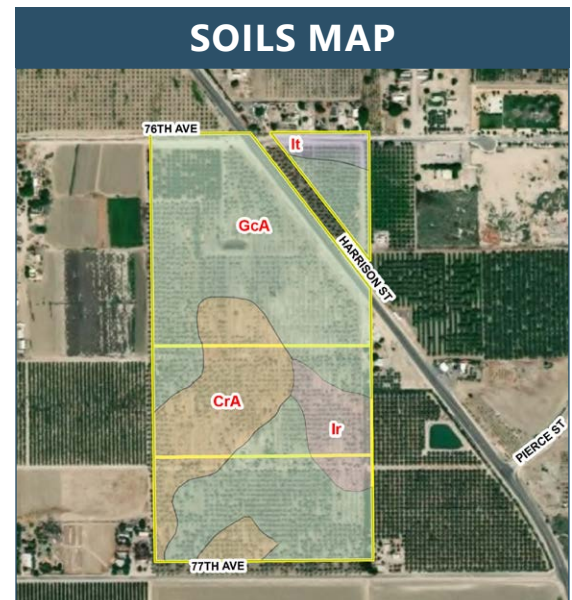 SOILS MAP
76TH AVE
It
GcA
HARRISON ST
CrA
Ir
PIERCE ST
77TH AVE